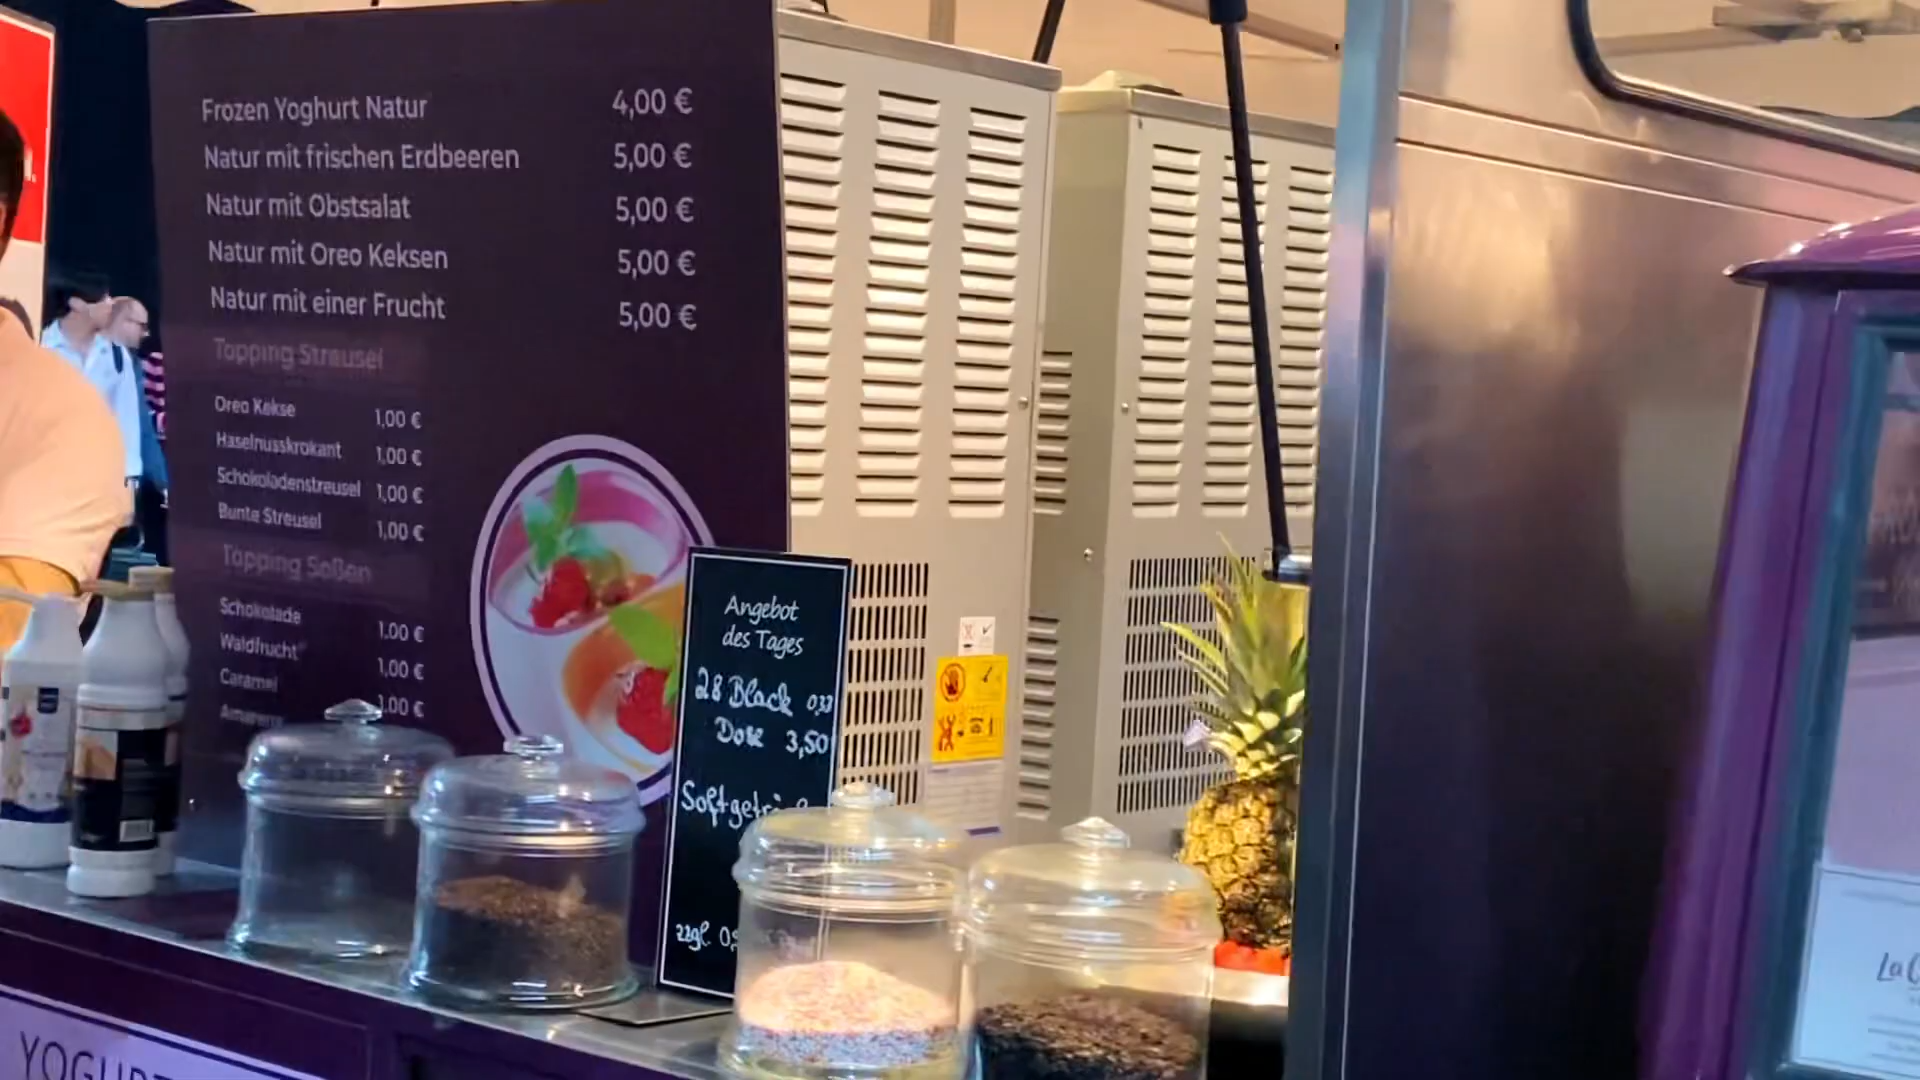 Frozen Yoghurt Natur 4,00 €
Natur mit frischen Erdbeeren 5,00 €
Natur mit Obstsalat 5,00 €
Natur mit Oreo Keksen 5,00 €
Natur mit einer Frucht 5,00 €
Topping Streusel
Oreo Kekse 1,00 €
Haselnusskrokant 1,00 €
Schokoladenstreusel 1,00 €
Bunte Streusel 1,00 €
Topping Soßen
Schokolade 1,00 €
Waldfrucht 1,00 €
Caramel 1,00 €
Angebot
des Tages
28 Black 0,33
Dose 3,50
zzgl.
La